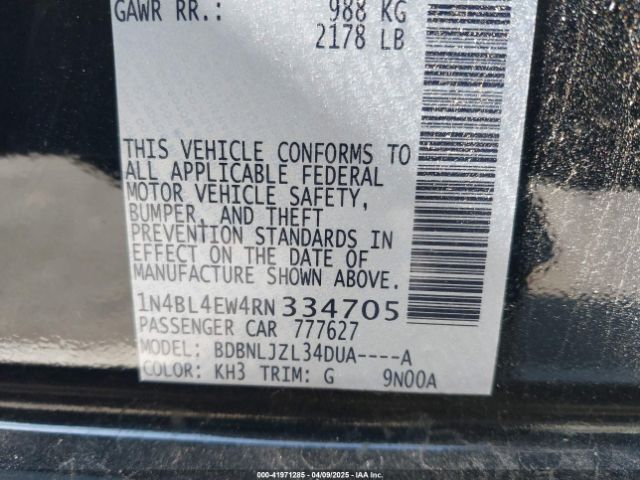 GAWR RR.: 988 KG
2178 LB
THIS VEHICLE CONFORMS TO
ALL APPLICABLE FEDERAL
MOTOR VEHICLE SAFETY,
BUMPER, AND THEFT
PREVENTION STANDARDS IN
EFFECT ON THE DATE OF
MANUFACTURE SHOWN ABOVE.
1N4BL4EW4RN334705
PASSENGER CAR 777627
MODEL: BDBNLJZL34DUA----A
COLOR: KH3 TRIM: G 9N00A
000-41971285 - 04/09/2025 - IAAI, Inc.